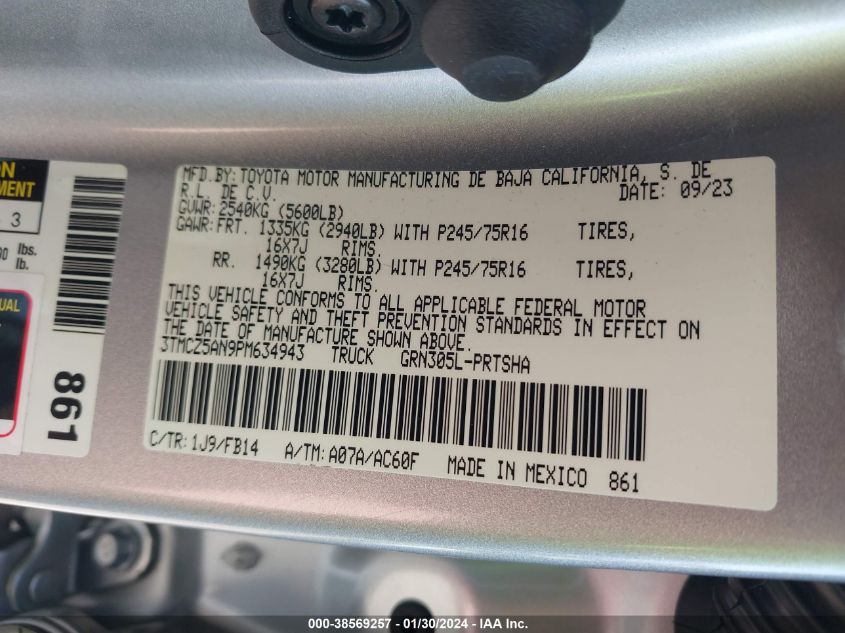 MFD.BY:TOYOTA MOTOR MANUFACTURING DE BAJA CALIFORNIA, S. DE
R.L. DE C.V. DATE: 09/23
GVWR: 2540KG (5600LB)
GAWR: FRT. 1335KG (2940LB) WITH P245/75R16 TIRES,
16X7J RIMS.
RR. 1490KG (3280LB) WITH P245/75R16 TIRES,
16X7J RIMS.
THIS VEHICLE CONFORMS TO ALL APPLICABLE FEDERAL MOTOR
VEHICLE SAFETY AND THEFT PREVENTION STANDARDS IN EFFECT ON
THE DATE OF MANUFACTURE SHOWN ABOVE.
3TMCZ5AN9PM634943 TRUCK GRN305L-PRTSHA
C/TR: 1J9/FB14 A/TM: A07A/AC60F MADE IN MEXICO 861
3
lbs.
lb.
861
000-38569257 - 01/30/2024 - IAA Inc.